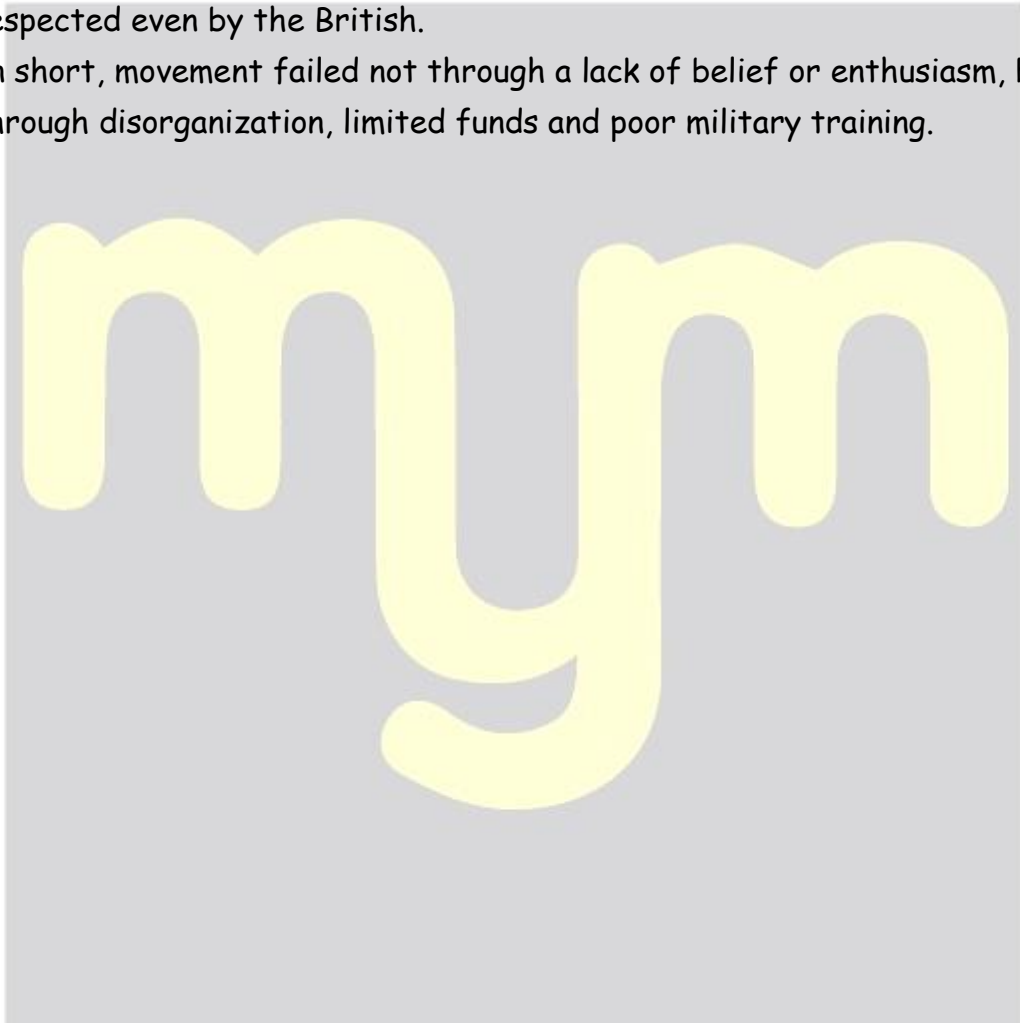 espected even by the British.
n short, movement failed not through a lack of belief or enthusiasm,
hrough disorganization, limited funds and poor military training.
mym